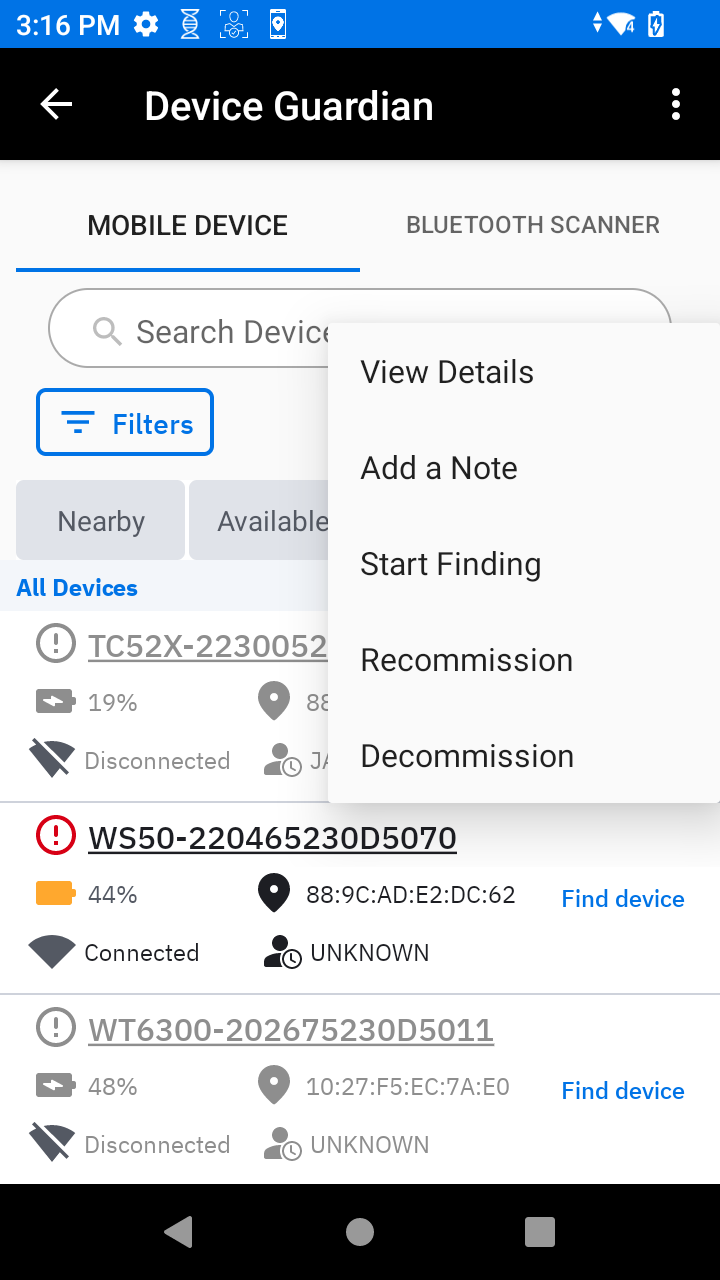 3:16 PM
4
Device Guardian
MOBILE DEVICE
BLUETOOTH SCANNER
Search Device
View Details
Filters
Add a Note
Nearby
Available
Start Finding
All Devices
TC52X-2230052
Recommission
19%
88
Disconnected
JA
Decommission
WS50-220465230D5070
44%
88:9C:AD:E2:DC:62
Find device
Connected
UNKNOWN
WT6300-202675230D5011
48%
10:27:F5:EC:7A:E0
Find device
Disconnected
UNKNOWN